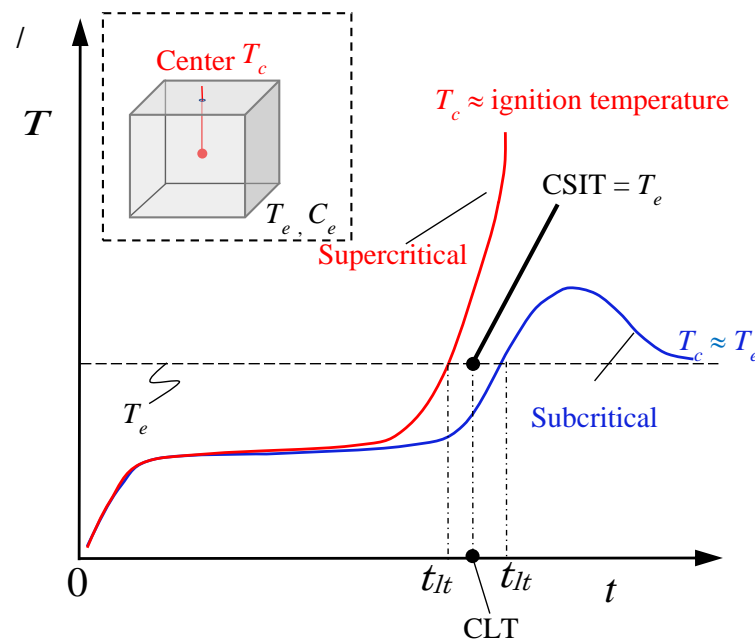 /
T
Center T_c
T_e , C_e
T_c ≈ ignition temperature
CSIT = T_e
Supercritical
T_c ≈ T_e
T_e
Subcritical
0
t_lt
t_lt
t
CLT